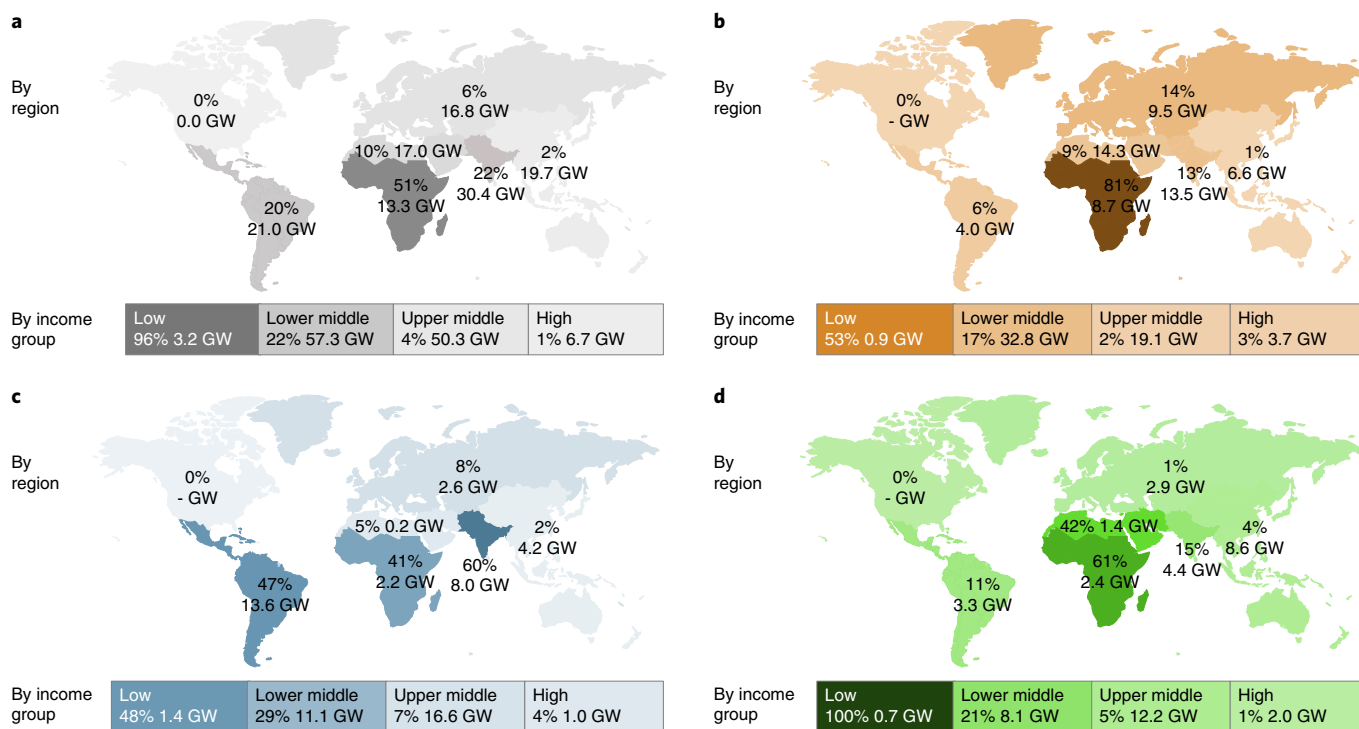 a
By
region
0%
0.0 GW
6%
16.8 GW
10% 17.0 GW
2%
19.7 GW
22%
30.4 GW
51%
13.3 GW
20%
21.0 GW
By income
group
Low
96% 3.2 GW
Lower middle
22% 57.3 GW
Upper middle
4% 50.3 GW
High
1% 6.7 GW
b
By
region
0%
- GW
14%
9.5 GW
9% 14.3 GW
1%
6.6 GW
13%
13.5 GW
81%
8.7 GW
6%
4.0 GW
By income
group
Low
53% 0.9 GW
Lower middle
17% 32.8 GW
Upper middle
2% 19.1 GW
High
3% 3.7 GW
c
By
region
0%
- GW
8%
2.6 GW
5% 0.2 GW
2%
4.2 GW
60%
8.0 GW
41%
2.2 GW
47%
13.6 GW
By income
group
Low
48% 1.4 GW
Lower middle
29% 11.1 GW
Upper middle
7% 16.6 GW
High
4% 1.0 GW
d
By
region
0%
- GW
1%
2.9 GW
42% 1.4 GW
4%
8.6 GW
15%
4.4 GW
61%
2.4 GW
11%
3.3 GW
By income
group
Low
100% 0.7 GW
Lower middle
21% 8.1 GW
Upper middle
5% 12.2 GW
High
1% 2.0 GW